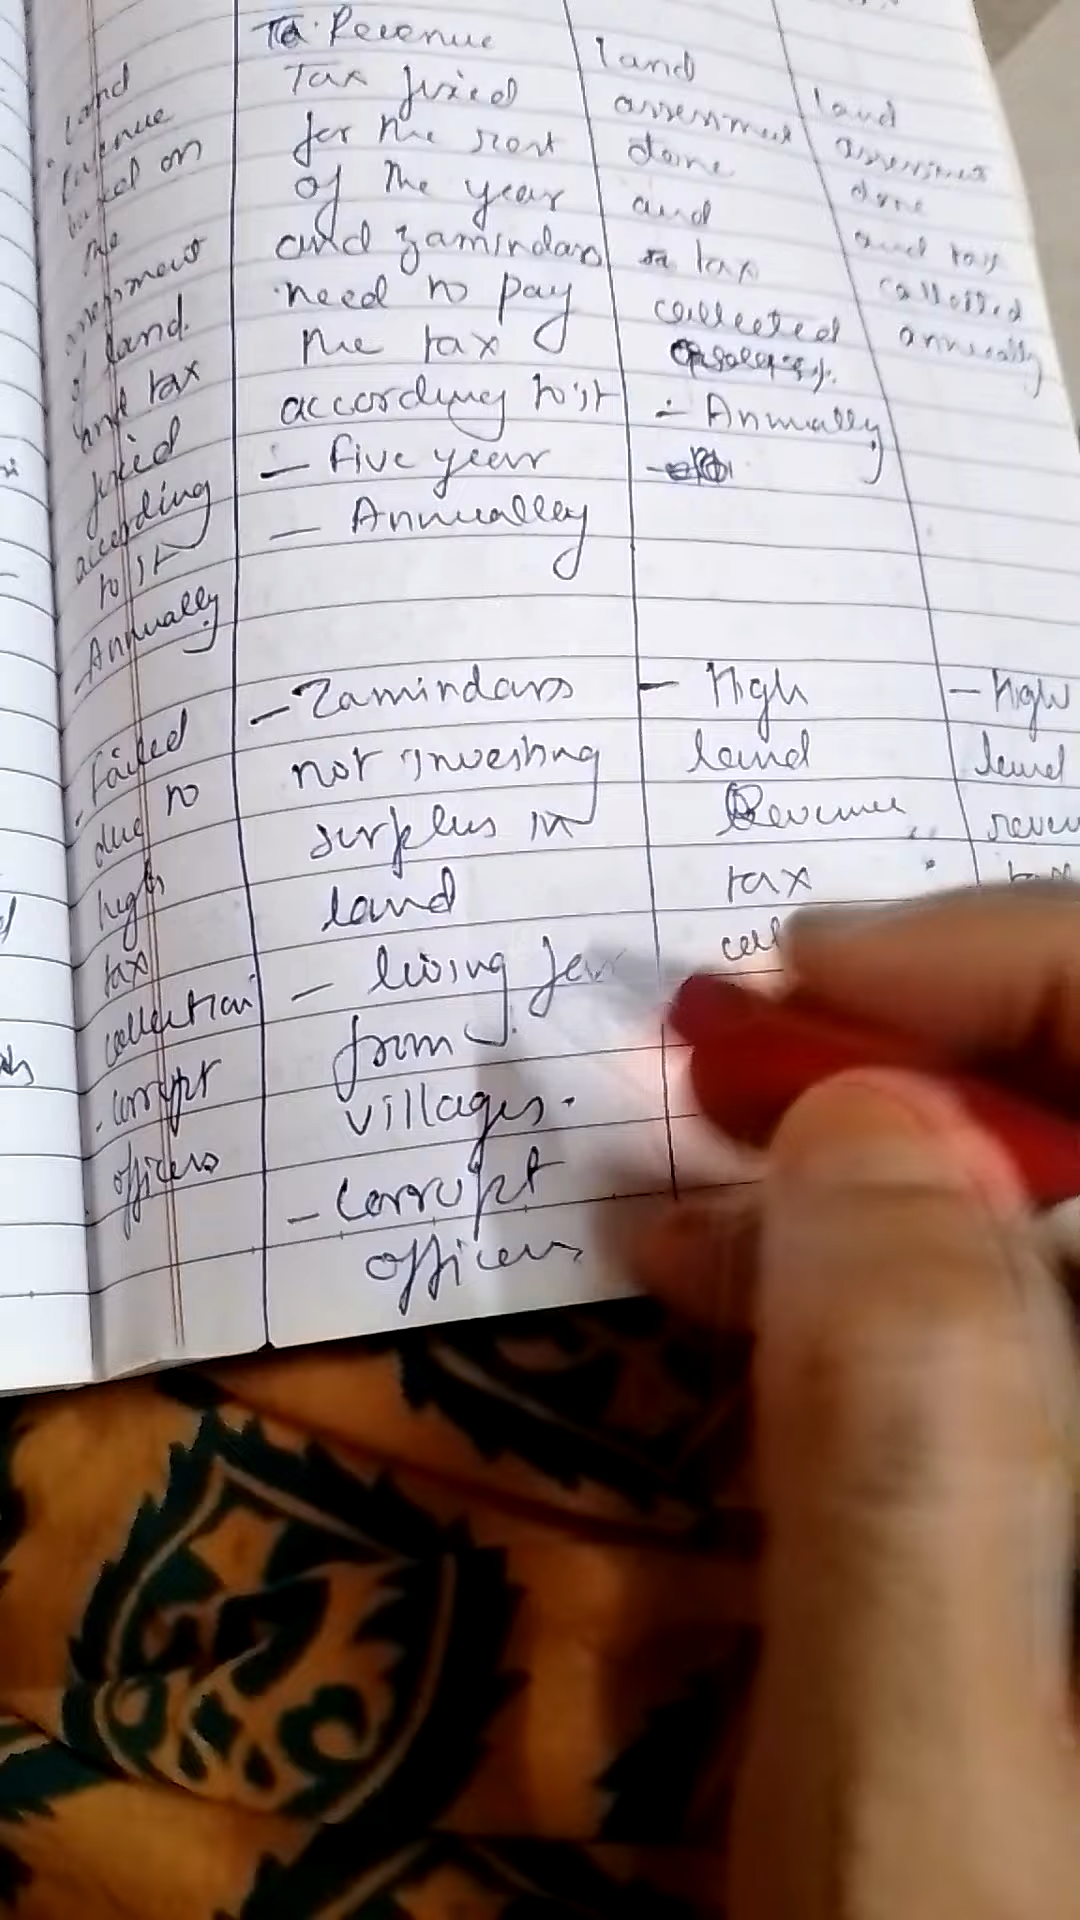 Land
revenue
based on
the
assessment
of land.
and tax
fixed
according
to it
- Annually
- failed
due to
high
tax
collection
- corrupt
officers
Revenue
Tax fixed
for the rest
of the year
and zamindars
need to pay
the tax
according to it
- five year
- Annualley
- Zamindars
not investing
surplus in
land
- living far
from
villages.
- Corrupt
officers
land
assessment
done
and
tax
collected
- Annually
- High
land
Revenue
tax
land
assessment
done
and tax
collected
annually
- High
land